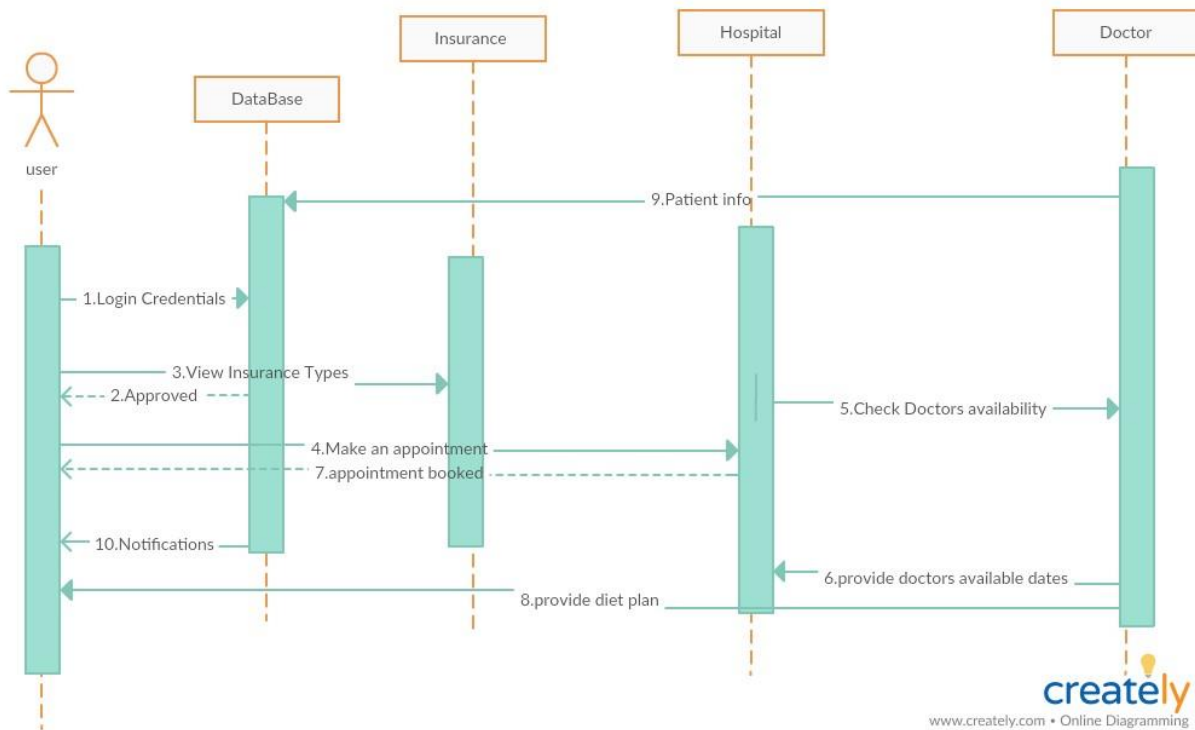 Hospital
Doctor
Insurance
DataBase
user
9.Patient info
1.Login Credentials
3.View Insurance Types
2.Approved
5.Check Doctors availability
4.Make an appointment
7.appointment booked
10.Notifications
6.provide doctors available dates
8.provide diet plan
creately
www.creately.com • Online Diagramming